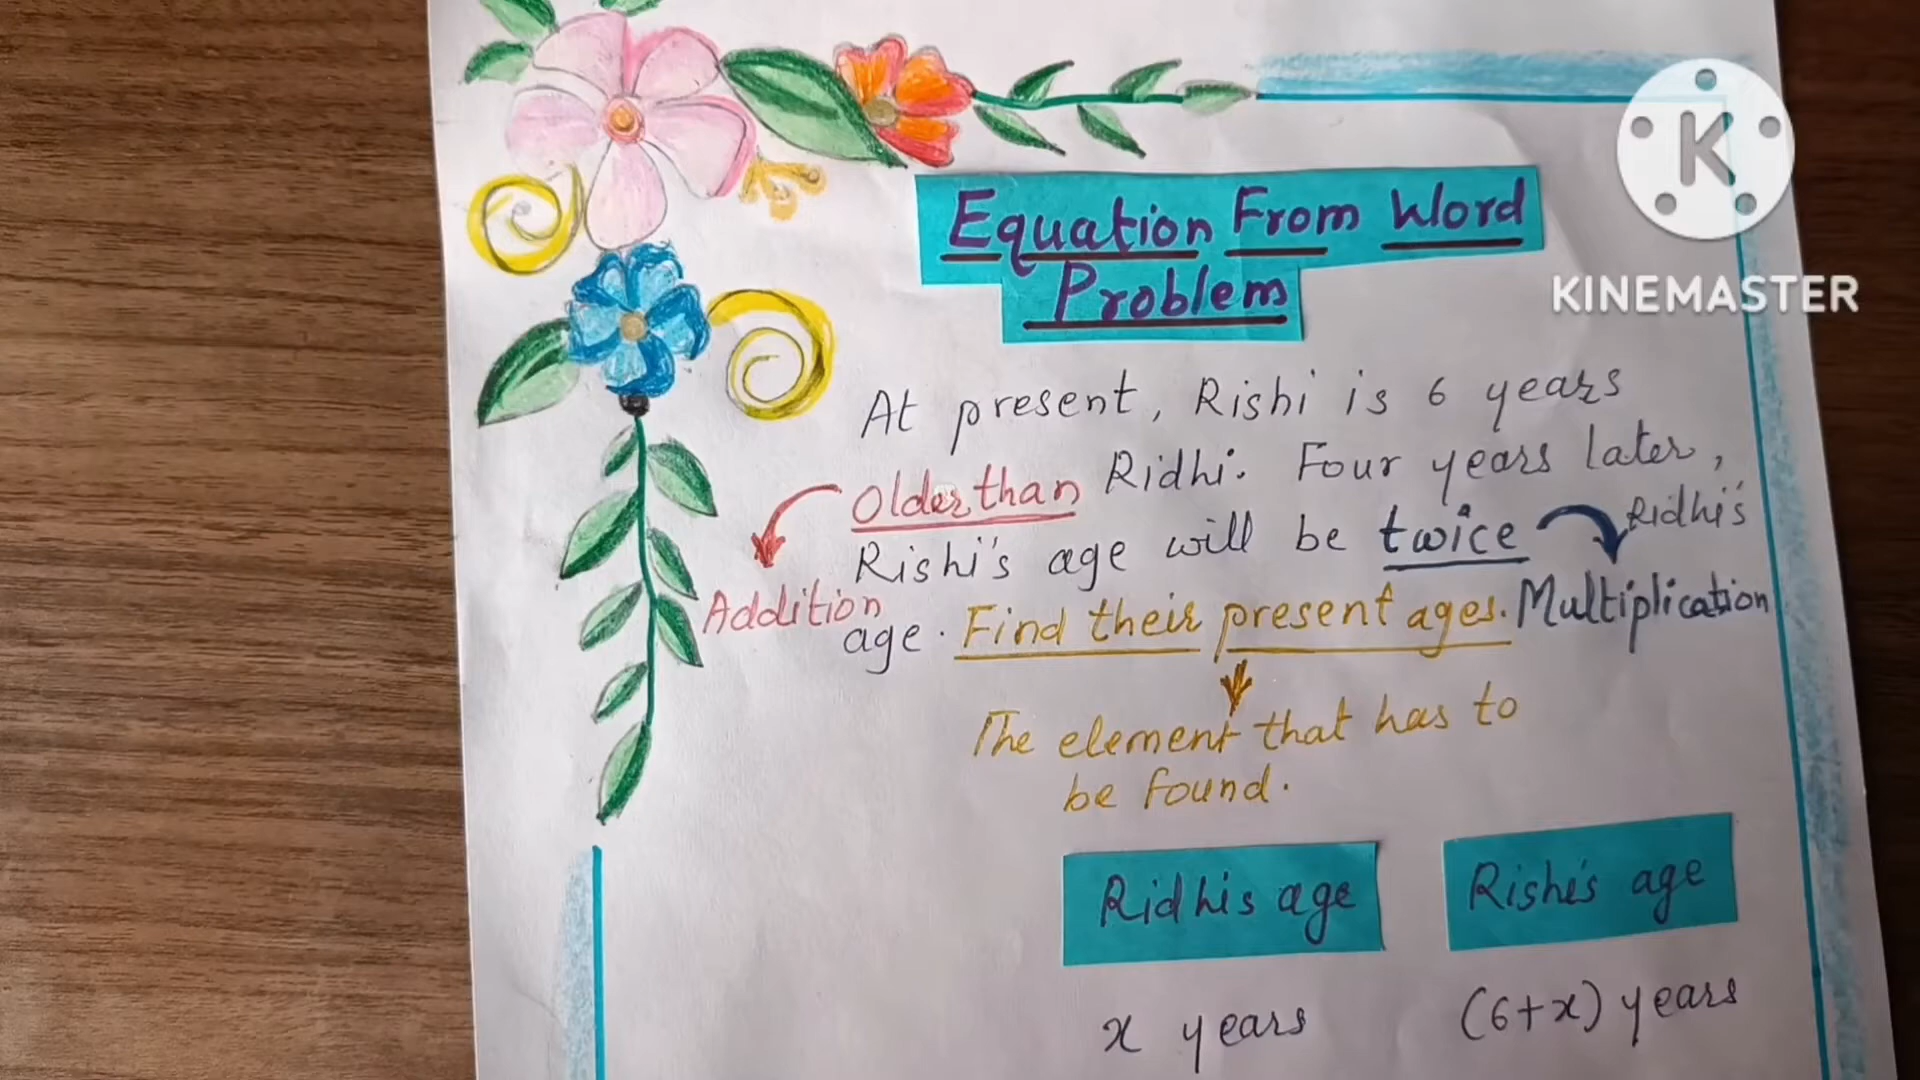 Equation From Word
Problem
At present, Rishi is 6 years
Older than Ridhi. Four years later,
Rishi's age will be twice Ridhi's
age. Find their present ages.
Addition
Multiplication
The element that has to
be found.
Ridhi's age
Rishi's age
x years
(6+x) years
K
KINEMASTER